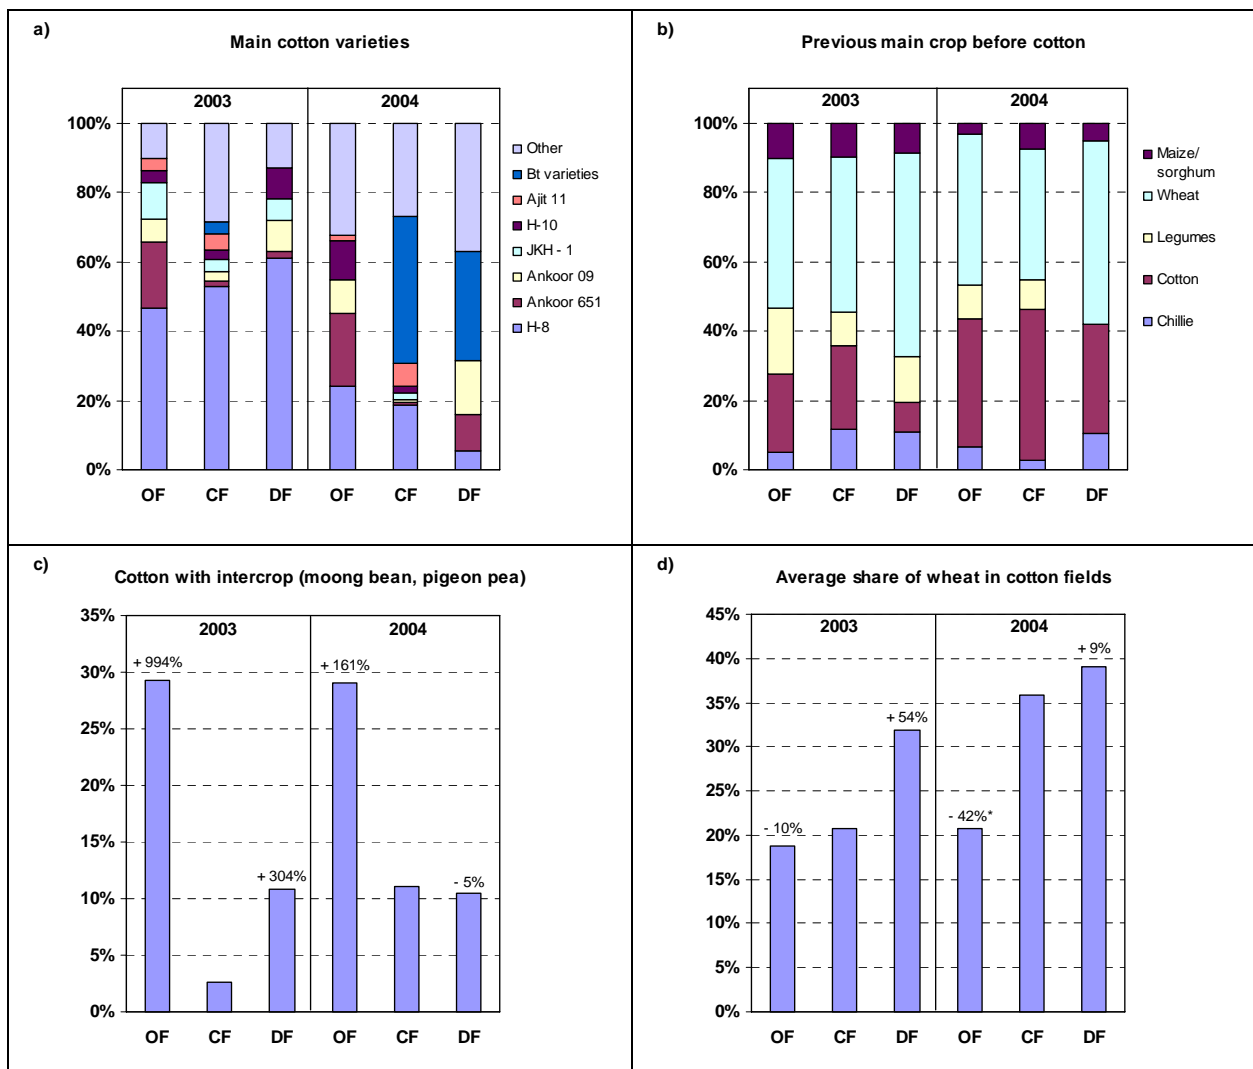 a)
Main cotton varieties
2003 2004
100%
80%
60%
40%
20%
0%
OF CF DF OF CF DF
Other
Bt varieties
Ajit 11
H-10
JKH - 1
Ankoor 09
Ankoor 651
H-8
b)
Previous main crop before cotton
2003 2004
100%
80%
60%
40%
20%
0%
OF CF DF OF CF DF
Maize/
sorghum
Wheat
Legumes
Cotton
Chillie
c)
Cotton with intercrop (moong bean, pigeon pea)
35%
30%
25%
20%
15%
10%
5%
0%
2003 2004
+ 994% + 161%
+ 304% - 5%
OF CF DF OF CF DF
d)
Average share of wheat in cotton fields
45%
40%
35%
30%
25%
20%
15%
10%
5%
0%
2003 2004
+ 9%
+ 54%
- 10% - 42%*
OF CF DF OF CF DF